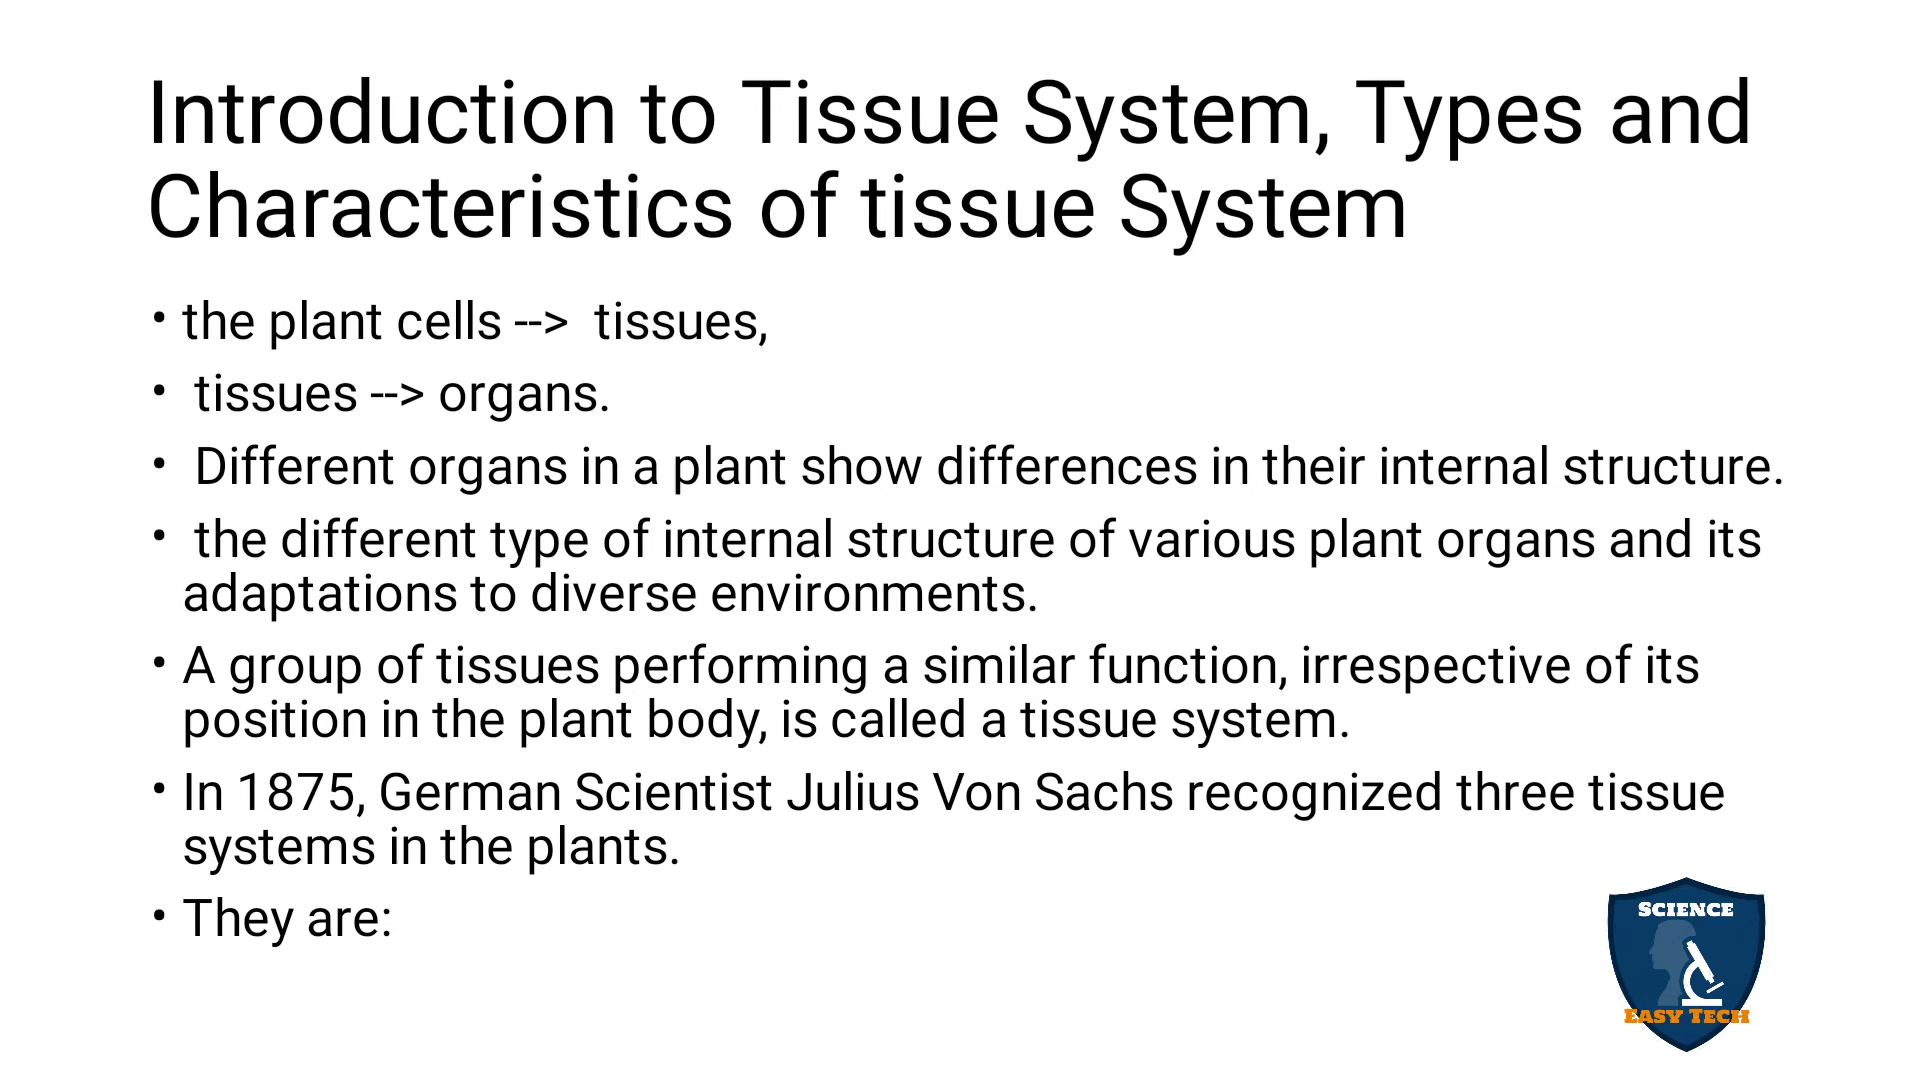 Introduction to Tissue System, Types and
Characteristics of tissue System
• the plant cells -->  tissues,
•  tissues --> organs.
•  Different organs in a plant show differences in their internal structure.
•  the different type of internal structure of various plant organs and its
adaptations to diverse environments.
• A group of tissues performing a similar function, irrespective of its
position in the plant body, is called a tissue system.
• In 1875, German Scientist Julius Von Sachs recognized three tissue
systems in the plants.
• They are:
SCIENCE
EASY TECH